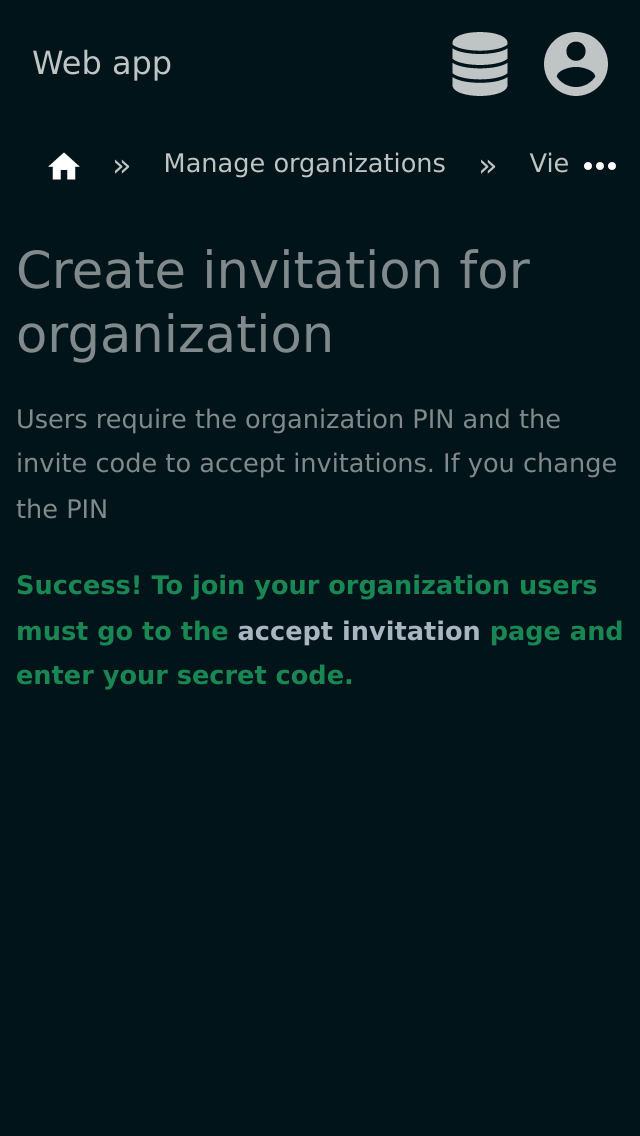 Web app
» Manage organizations » Vie
Create invitation for
organization
Users require the organization PIN and the
invite code to accept invitations. If you change
the PIN
Success! To join your organization users
must go to the accept invitation page and
enter your secret code.